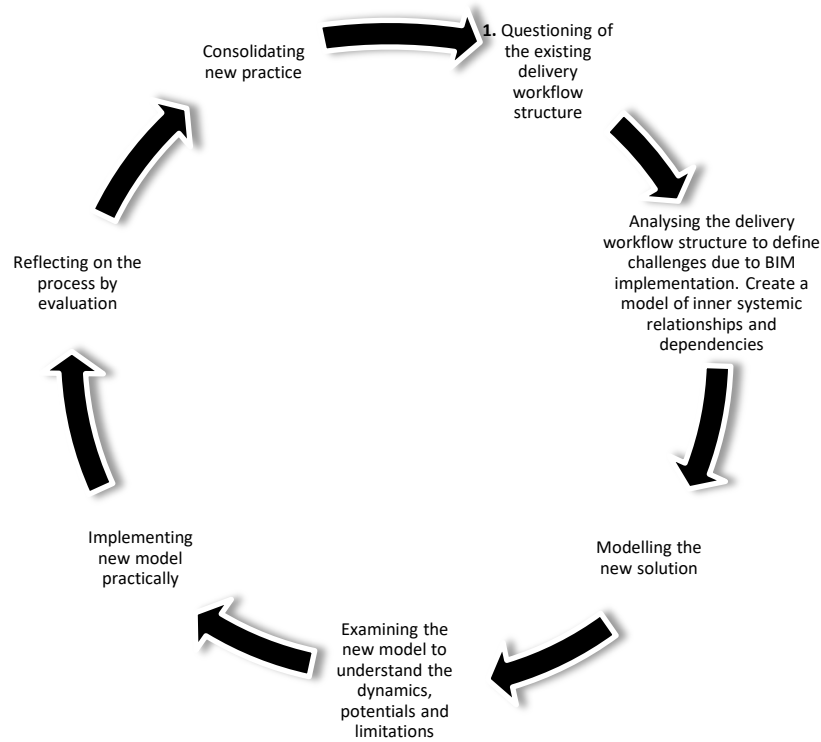 1. Questioning of
the existing
delivery
workflow
structure
Analysing the delivery
workflow structure to define
challenges due to BIM
implementation. Create a
model of inner systemic
relationships and
dependencies
Modelling the
new solution
Examining the
new model to
understand the
dynamics,
potentials and
limitations
Implementing
new model
practically
Reflecting on the
process by
evaluation
Consolidating
new practice